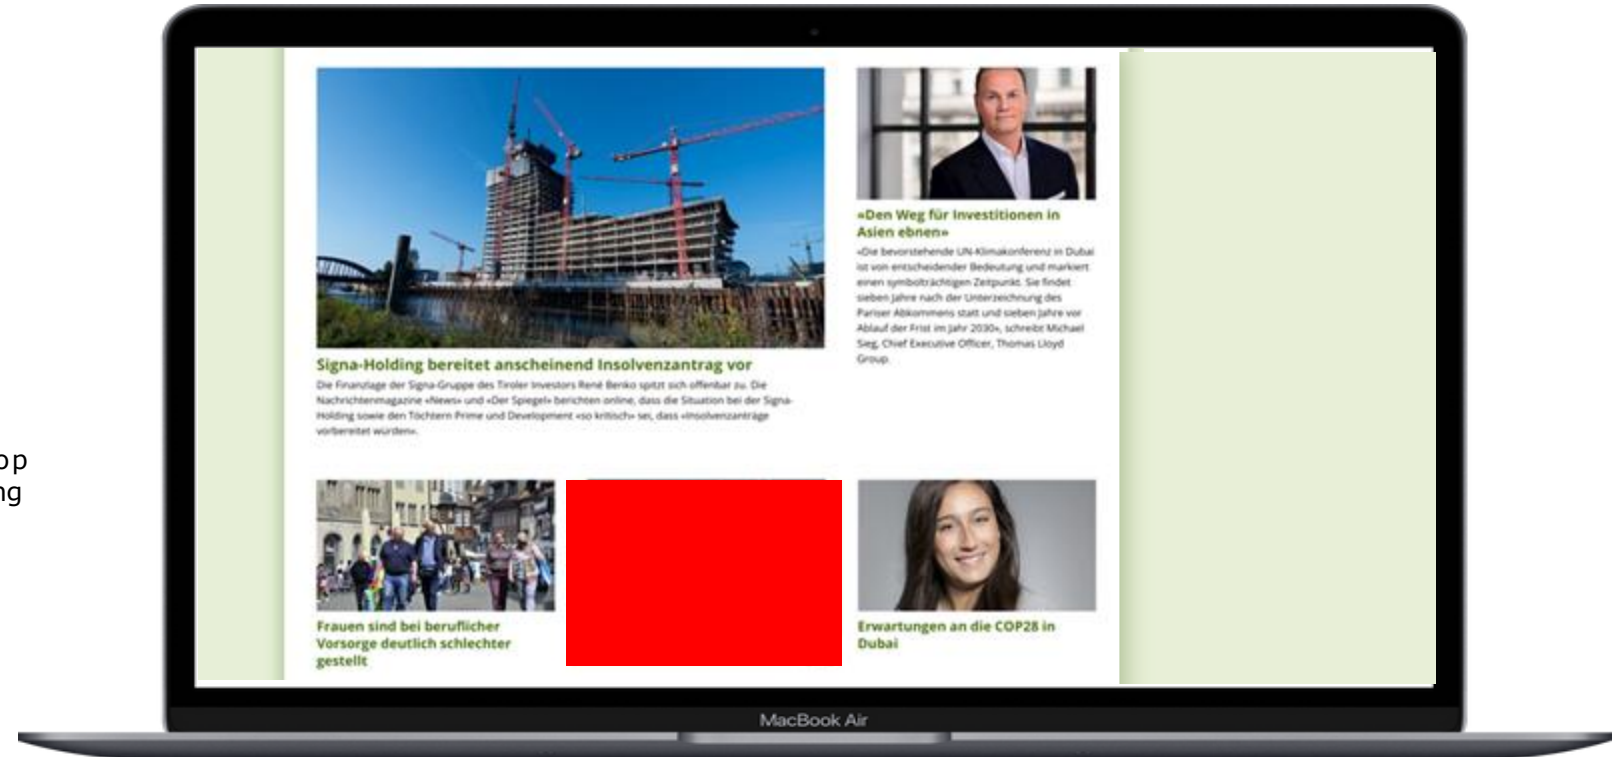 Signa-Holding bereitet anscheinend Insolvenzantrag vor
Die Finanzlage der Signa-Gruppe des Tiroler Investors René Benko spitzt sich offenbar zu. Die
Nachrichtenmagazine «News» und «Der Spiegel» berichten online, dass die Situation bei der Signa-
Holding sowie den Töchtern Prime und Development «so kritisch» sei, dass «Insolvenzanträge
vorbereitet würden».
«Den Weg für Investitionen in
Asien ebnen»
«Die bevorstehende UN-Klimakonferenz in Dubai
ist von entscheidender Bedeutung und markiert
einen symbolträchtigen Zeitpunkt. Sie findet
sieben Jahre nach der Unterzeichnung des
Pariser Abkommens statt und sieben Jahre vor
Ablauf der Frist im Jahr 2030», schreibt Michael
Sieg, Chief Executive Officer, Thomas Lloyd
Group.
Frauen sind bei beruflicher
Vorsorge deutlich schlechter
gestellt
Erwartungen an die COP28 in
Dubai
MacBook Air